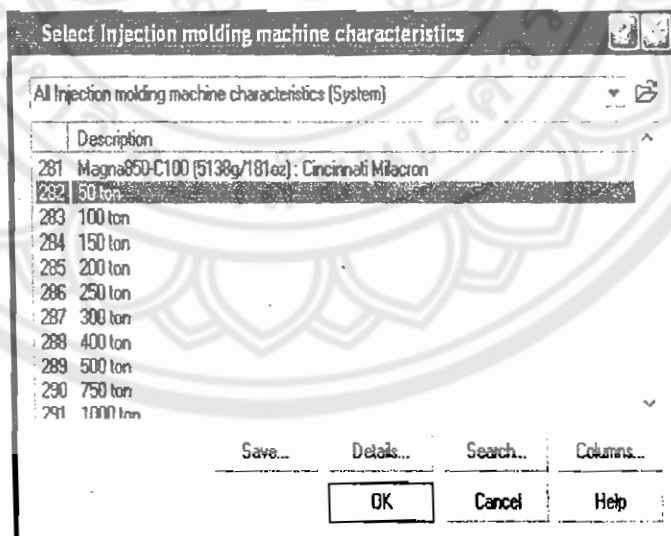 Select Injection molding machine characteristics
All Injection molding machine characteristics (System)
Description
281 Magna850-C100 (5138g/181oz) : Cincinnati Milacron
282 50 ton
283 100 ton
284 150 ton
285 200 ton
286 250 ton
287 300 ton
288 400 ton
289 500 ton
290 750 ton
291 1000 ton
Save... Details... Search... Columns...
OK Cancel Help